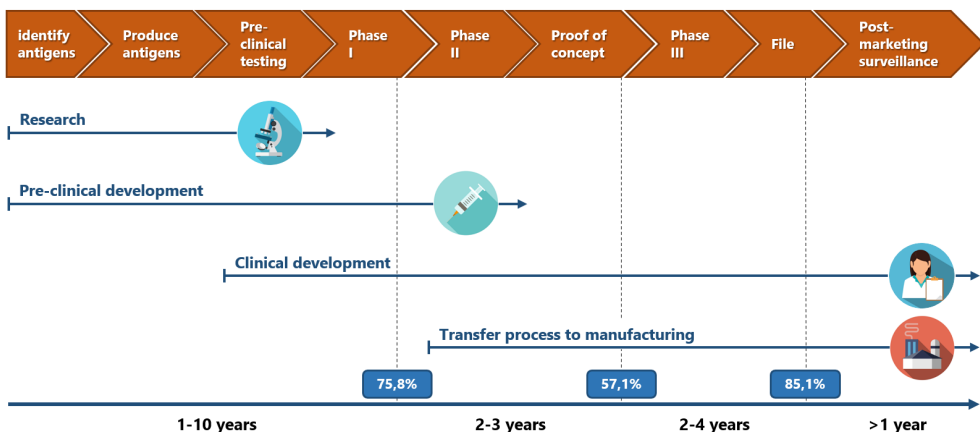 identify
antigens
Produce
antigens
Pre-
clinical
testing
Phase
I
Phase
II
Proof of
concept
Phase
III
File
Post-
marketing
surveillance
Research
Pre-clinical development
Clinical development
Transfer process to manufacturing
75,8%
57,1%
85,1%
1-10 years
2-3 years
2-4 years
>1 year